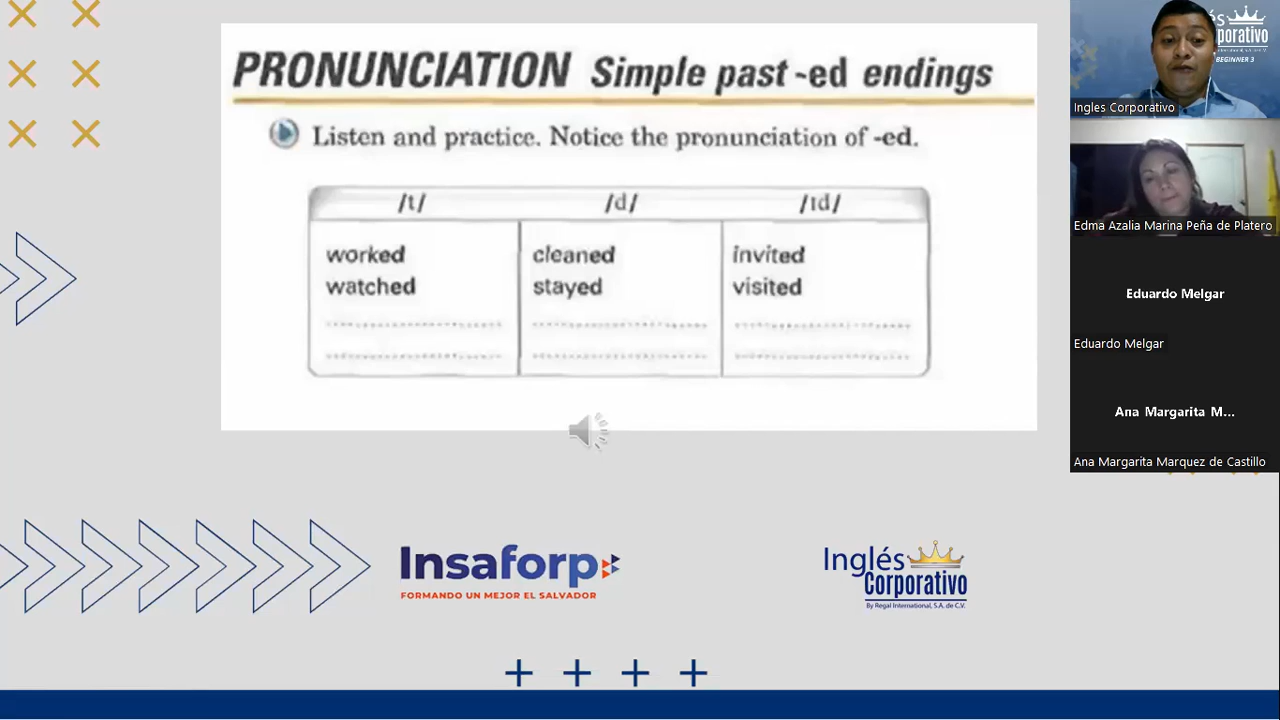 PRONUNCIATION Simple past -ed endings
Listen and practice. Notice the pronunciation of -ed.
/t/ /d/ /ɪd/
worked cleaned invited
watched stayed visited
Insaforp
FORMANDO UN MEJOR EL SALVADOR
Inglés
Corporativo
By Regal International, S.A. de C.V.
BEGINNER 3
Ingles Corporativo
Edma Azalia Marina Peña de Platero
Eduardo Melgar
Eduardo Melgar
Ana Margarita M...
Ana Margarita Marquez de Castillo